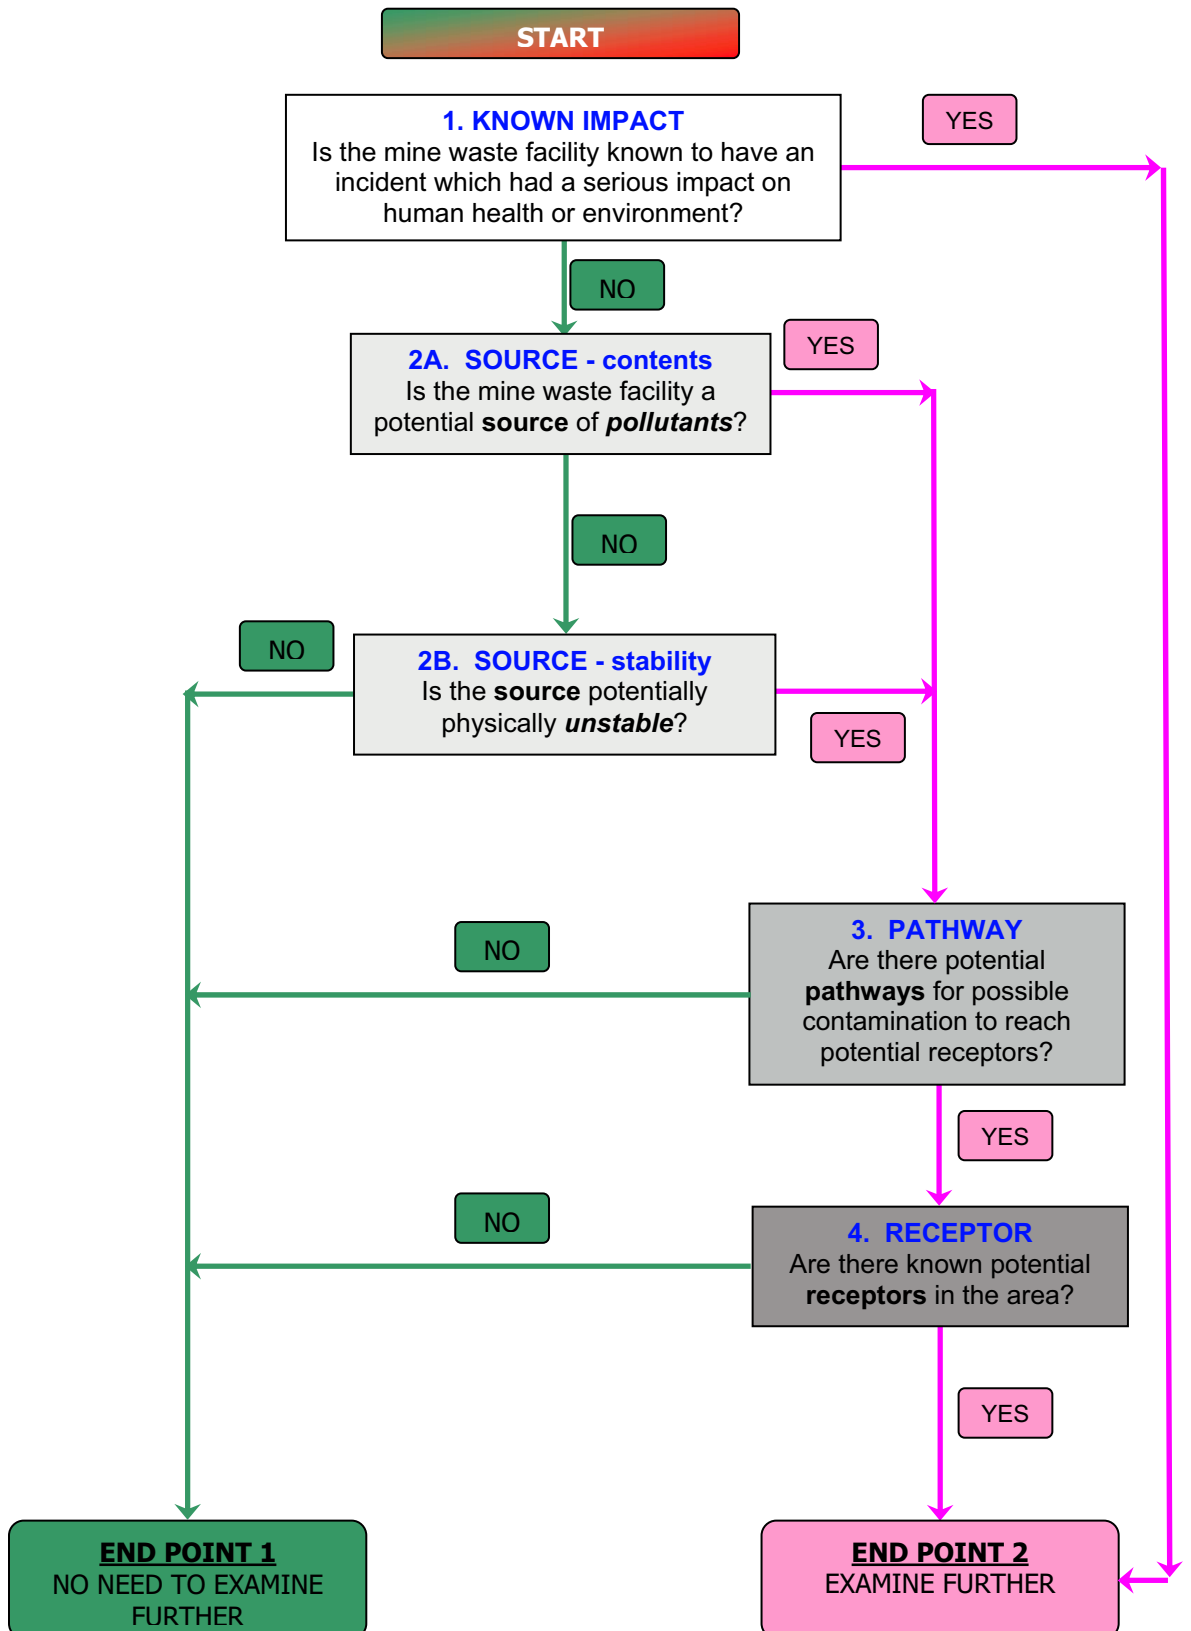 START
1. KNOWN IMPACT
Is the mine waste facility known to have an
incident which had a serious impact on
human health or environment?
YES
NO
2A. SOURCE - contents
Is the mine waste facility a
potential source of pollutants?
YES
NO
NO
2B. SOURCE - stability
Is the source potentially
physically unstable?
YES
NO
3. PATHWAY
Are there potential
pathways for possible
contamination to reach
potential receptors?
YES
NO
4. RECEPTOR
Are there known potential
receptors in the area?
YES
END POINT 1
NO NEED TO EXAMINE
FURTHER
END POINT 2
EXAMINE FURTHER